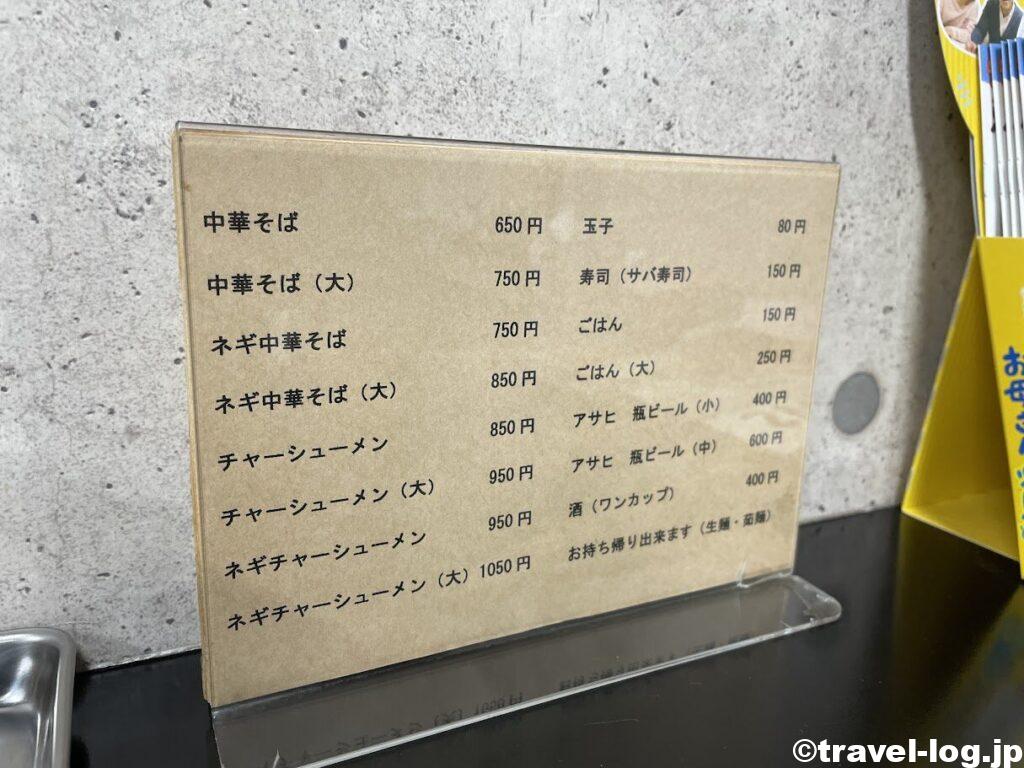 中華そば 650円
中華そば（大） 750円
ネギ中華そば 750円
ネギ中華そば（大） 850円
チャーシューメン 850円
チャーシューメン（大） 950円
ネギチャーシューメン 950円
ネギチャーシューメン（大） 1050円
玉子 80円
寿司（サバ寿司） 150円
ごはん 150円
ごはん（大） 250円
アサヒ 瓶ビール（小） 400円
アサヒ 瓶ビール（中） 600円
酒（ワンカップ） 400円
お持ち帰り出来ます（生麺・茹麺）
お母さん
©travel-log.jp